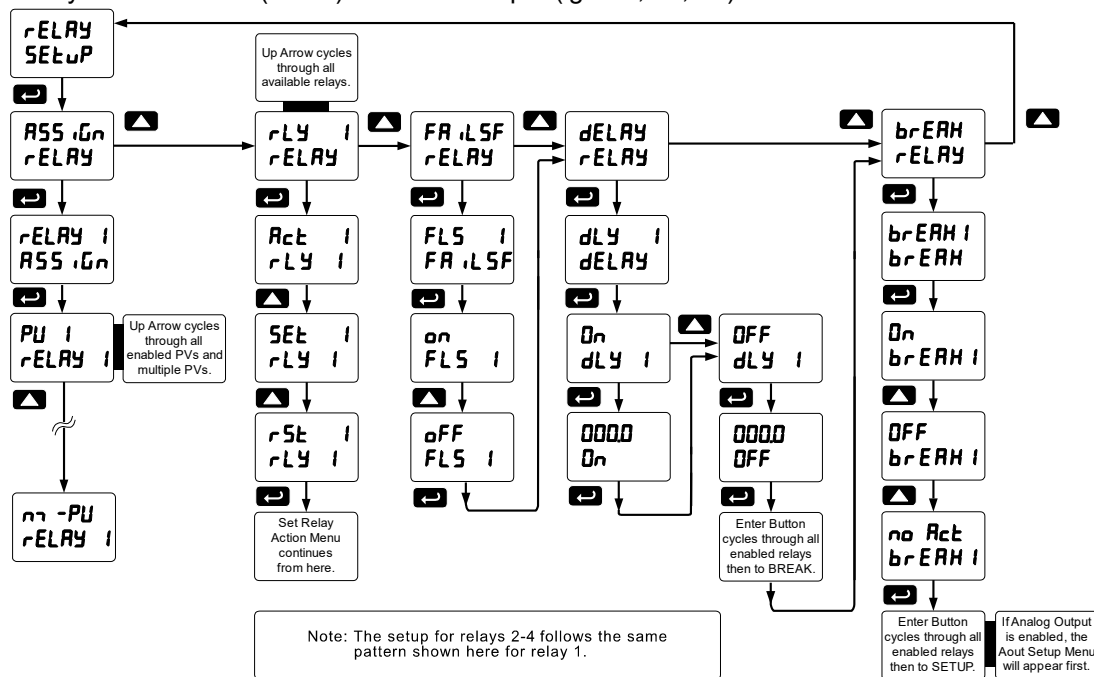 rELAY
SEtuP
ASSiGn
rELAY
rELAY 1
ASSiGn
PV 1
rELAY 1
Up Arrow cycles
through all
enabled PVs and
multiple PVs.
m -PV
rELAY 1
Up Arrow cycles
through all
available relays.
rLY 1
rELAY
Act 1
rLY 1
SEt 1
rLY 1
rSt 1
rLY 1
Set Relay
Action Menu
continues
from here.
FAiLSF
rELAY
FLS 1
FAiLSF
on
FLS 1
oFF
FLS 1
dELAY
rELAY
dLY 1
dELAY
On
dLY 1
000.0
On
OFF
dLY 1
000.0
OFF
Enter Button
cycles through all
enabled relays
then to BREAK.
brEAK
rELAY
brEAK 1
brEAK
On
brEAK 1
OFF
brEAK 1
no Act
brEAK 1
Enter Button
cycles through all
enabled relays
then to SETUP.
If Analog Output
is enabled, the
Aout Setup Menu
will appear first.
Note: The setup for relays 2-4 follows the same
pattern shown here for relay 1.